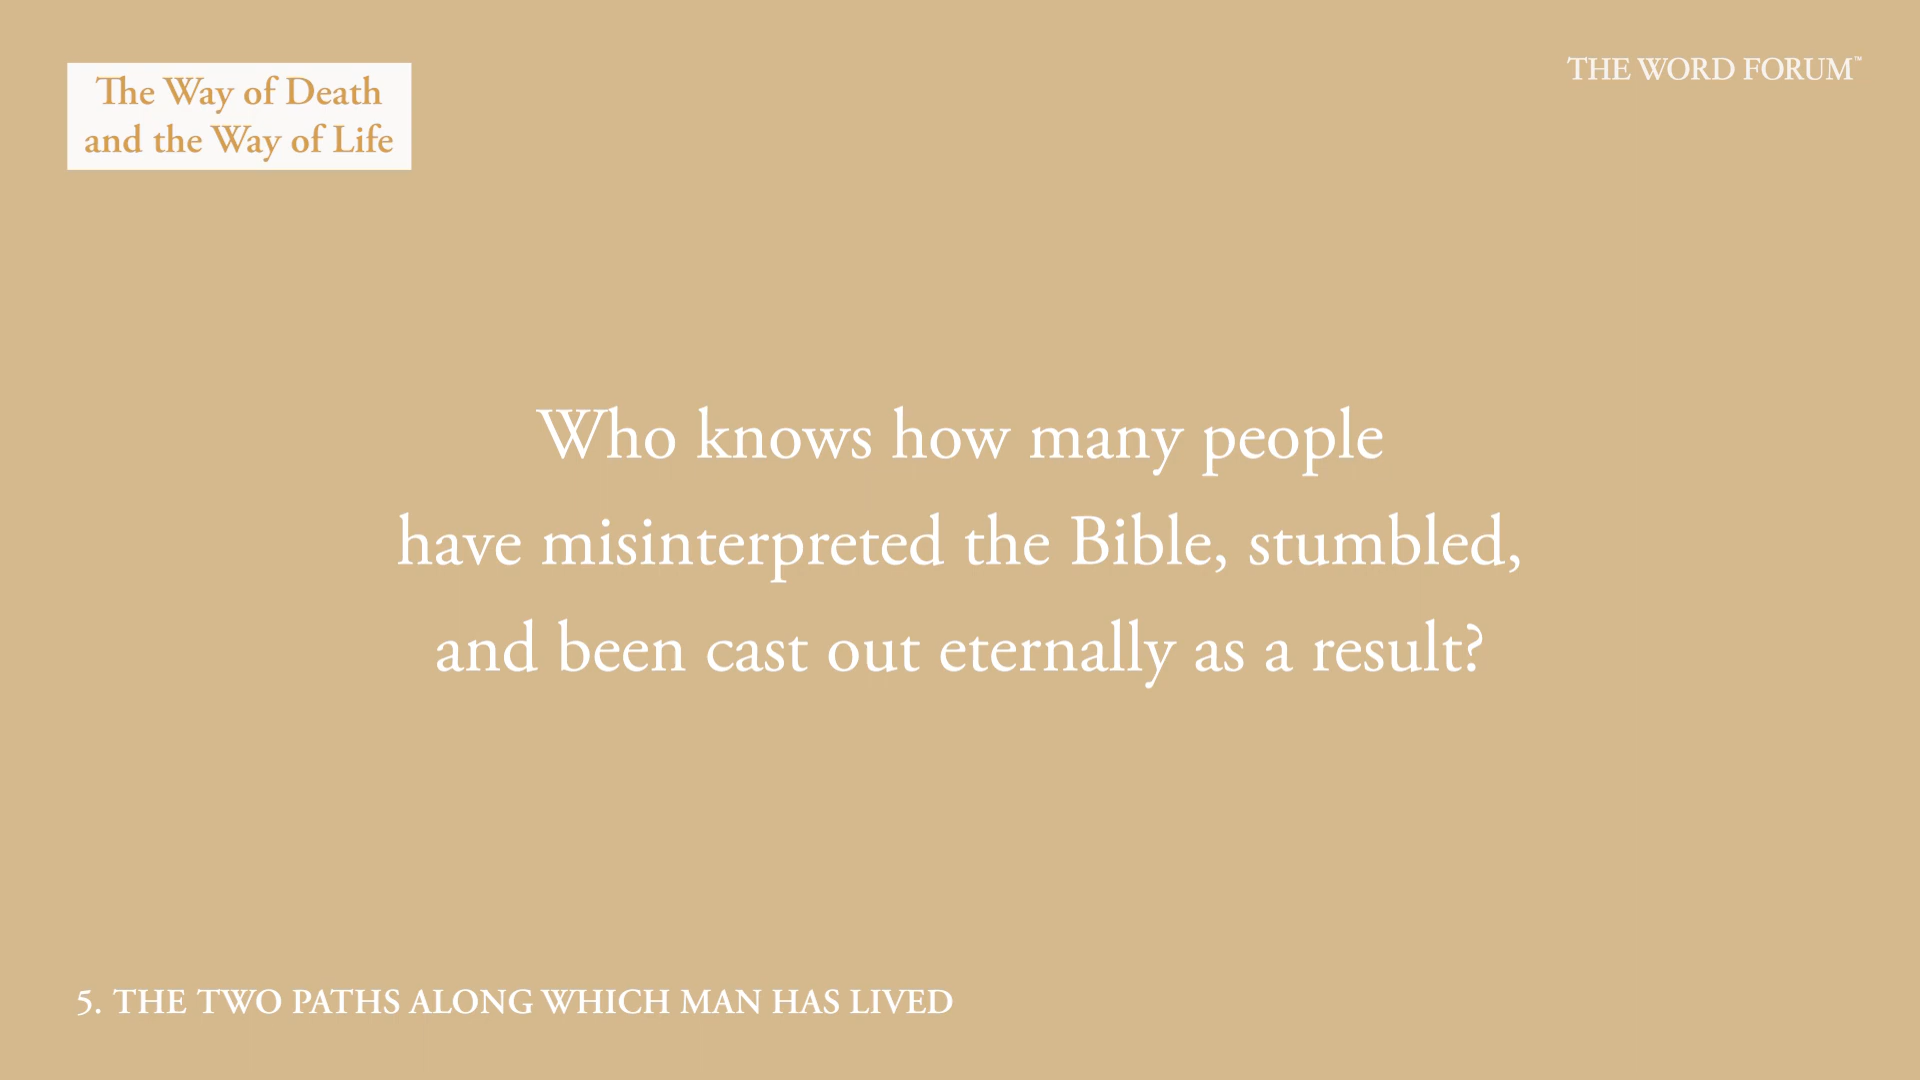 The Way of Death
and the Way of Life
THE WORD FORUM™
Who knows how many people
have misinterpreted the Bible, stumbled,
and been cast out eternally as a result?
5. THE TWO PATHS ALONG WHICH MAN HAS LIVED